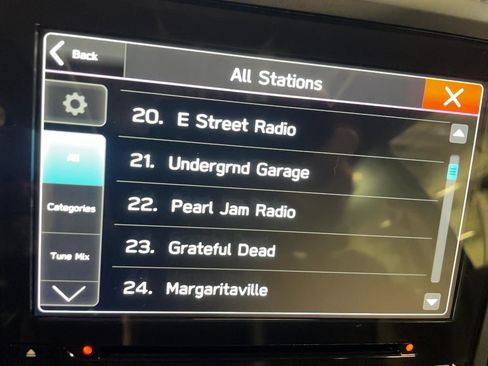 Back
All Stations
20. E Street Radio
All
21. Undergrnd Garage
Categories
22. Pearl Jam Radio
Tune Mix
23. Grateful Dead
24. Margaritaville